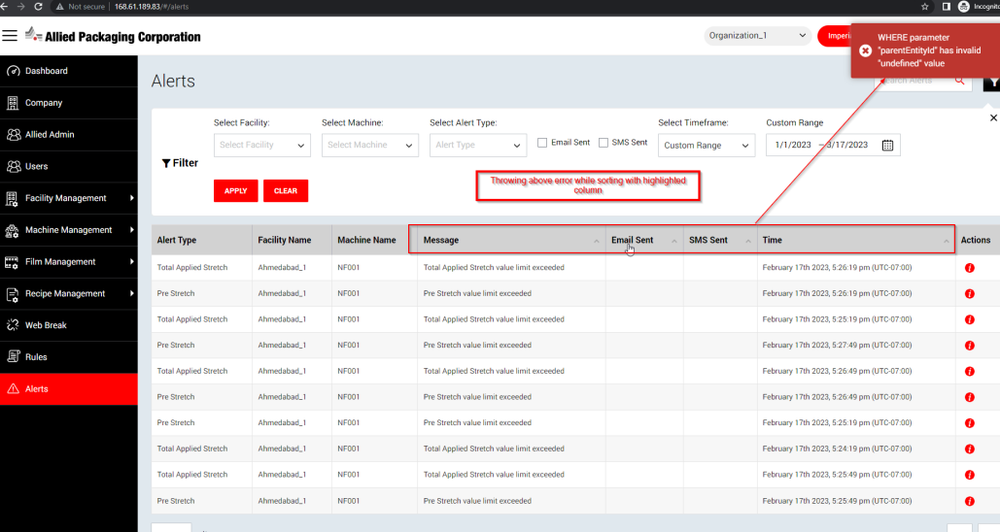 Not secure | 168.61.189.83/#/alerts
Incognito
Allied Packaging Corporation
Organization_1
WHERE parameter
"parentEntityId" has invalid
"undefined" value
Dashboard
Company
Allied Admin
Users
Facility Management
Machine Management
Film Management
Recipe Management
Web Break
Rules
Alerts
Alerts
Search Alerts
Filter
Select Facility:
Select Facility
Select Machine:
Select Machine
Select Alert Type:
Alert Type
Email Sent
SMS Sent
Select Timeframe:
Custom Range
Custom Range
1/1/2023 – 3/17/2023
APPLY
CLEAR
Throwing above error while sorting with highlighted
column
Alert Type Facility Name Machine Name Message Email Sent SMS Sent Time Actions
Total Applied Stretch Ahmedabad_1 NF001 Total Applied Stretch value limit exceeded February 17th 2023, 5:26:19 pm (UTC-07:00)
Pre Stretch Ahmedabad_1 NF001 Pre Stretch value limit exceeded February 17th 2023, 5:26:19 pm (UTC-07:00)
Total Applied Stretch Ahmedabad_1 NF001 Total Applied Stretch value limit exceeded February 17th 2023, 5:25:19 pm (UTC-07:00)
Pre Stretch Ahmedabad_1 NF001 Pre Stretch value limit exceeded February 17th 2023, 5:27:49 pm (UTC-07:00)
Total Applied Stretch Ahmedabad_1 NF001 Total Applied Stretch value limit exceeded February 17th 2023, 5:26:49 pm (UTC-07:00)
Pre Stretch Ahmedabad_1 NF001 Pre Stretch value limit exceeded February 17th 2023, 5:26:49 pm (UTC-07:00)
Pre Stretch Ahmedabad_1 NF001 Pre Stretch value limit exceeded February 17th 2023, 5:25:19 pm (UTC-07:00)
Total Applied Stretch Ahmedabad_1 NF001 Total Applied Stretch value limit exceeded February 17th 2023, 5:24:19 pm (UTC-07:00)
Total Applied Stretch Ahmedabad_1 NF001 Total Applied Stretch value limit exceeded February 17th 2023, 5:25:49 pm (UTC-07:00)
Pre Stretch Ahmedabad_1 NF001 Pre Stretch value limit exceeded February 17th 2023, 5:25:49 pm (UTC-07:00)